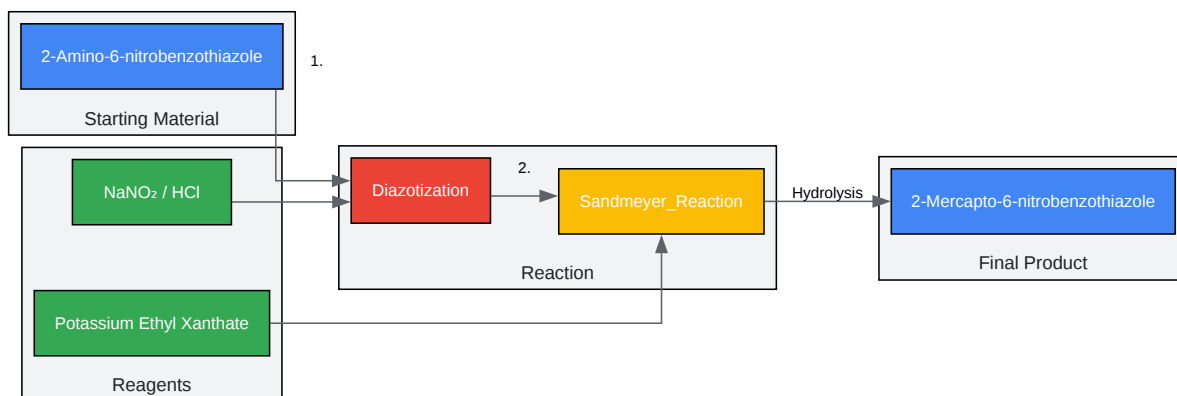 2-Amino-6-nitrobenzothiazole
1.
Starting Material
NaNO₂ / HCl
Diazotization
2.
Sandmeyer_Reaction
Hydrolysis
2-Mercapto-6-nitrobenzothiazole
Reaction
Final Product
Potassium Ethyl Xanthate
Reagents